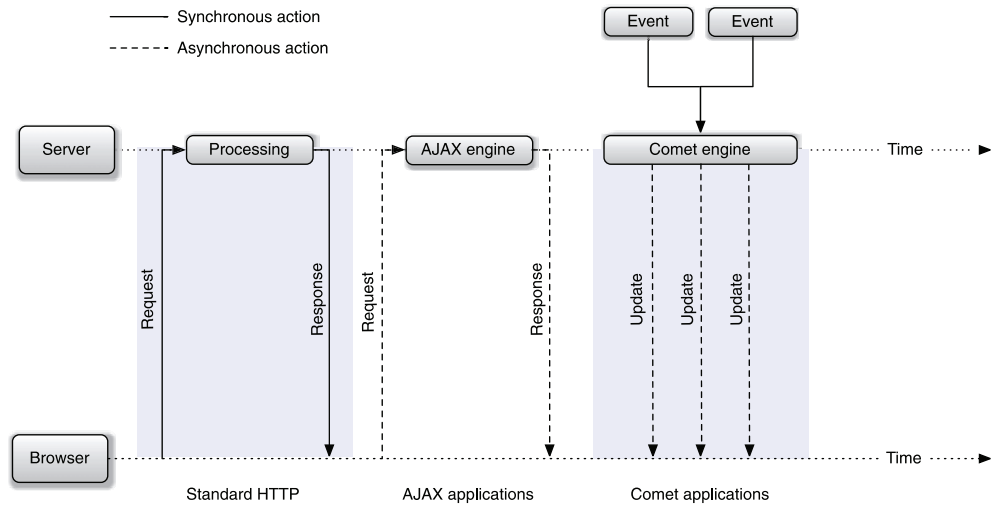 Synchronous action
Asynchronous action
Event
Event
Server
Processing
AJAX engine
Comet engine
Time
Request
Response
Request
Response
Update
Update
Update
Browser
Time
Standard HTTP
AJAX applications
Comet applications